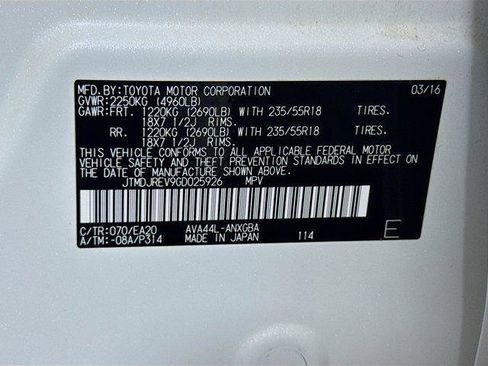 MFD.BY:TOYOTA MOTOR CORPORATION 03/16
GVWR:2250KG (4960LB)
GAWR:FRT. 1220KG (2690LB) WITH 235/55R18 TIRES.
18X7 1/2J RIMS.
RR. 1220KG (2690LB) WITH 235/55R18 TIRES.
18X7 1/2J RIMS.
THIS VEHICLE CONFORMS TO ALL APPLICABLE FEDERAL MOTOR
VEHICLE SAFETY AND THEFT PREVENTION STANDARDS IN EFFECT
ON THE DATE OF MANUFACTURE SHOWN ABOVE.
JTMDJREV9GD025926 MPV
C/TR:070/EA20 AVA44L-ANXGBA
A/TM:-08A/P314 MADE IN JAPAN 114 E